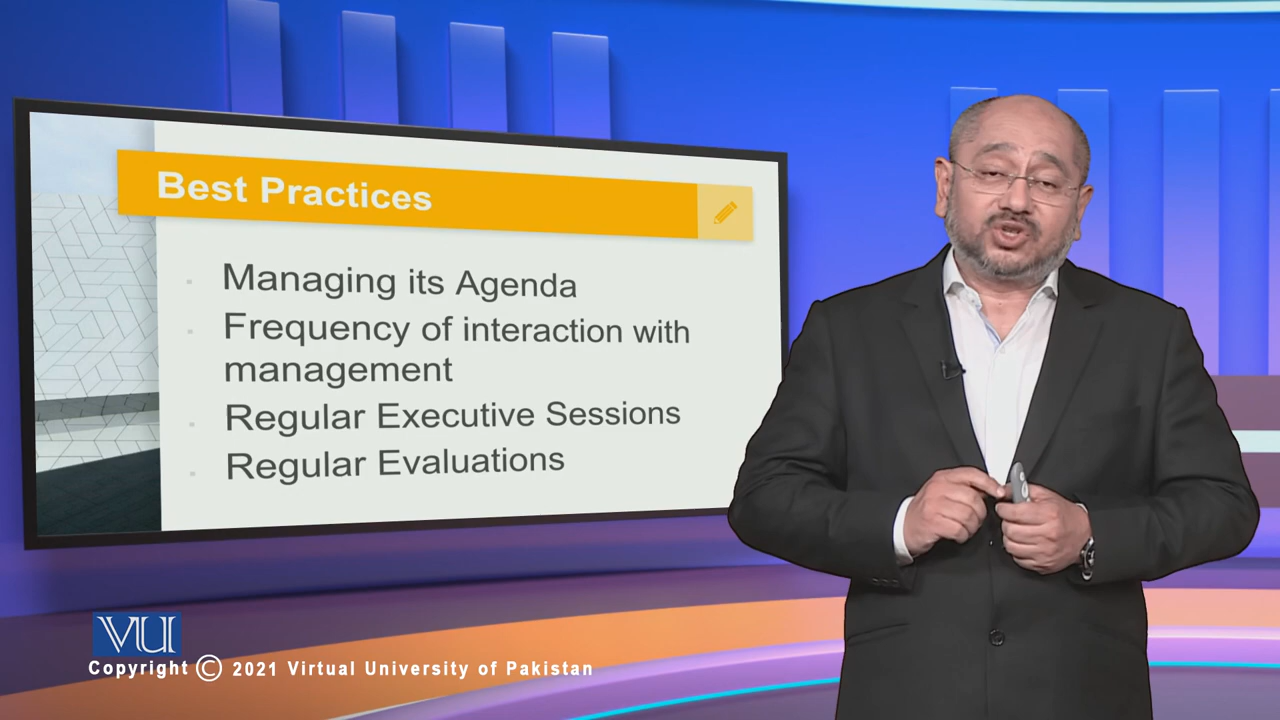 Best Practices
Managing its Agenda
Frequency of interaction with
management
Regular Executive Sessions
Regular Evaluations
VU
Copyright © 2021 Virtual University of Pakistan